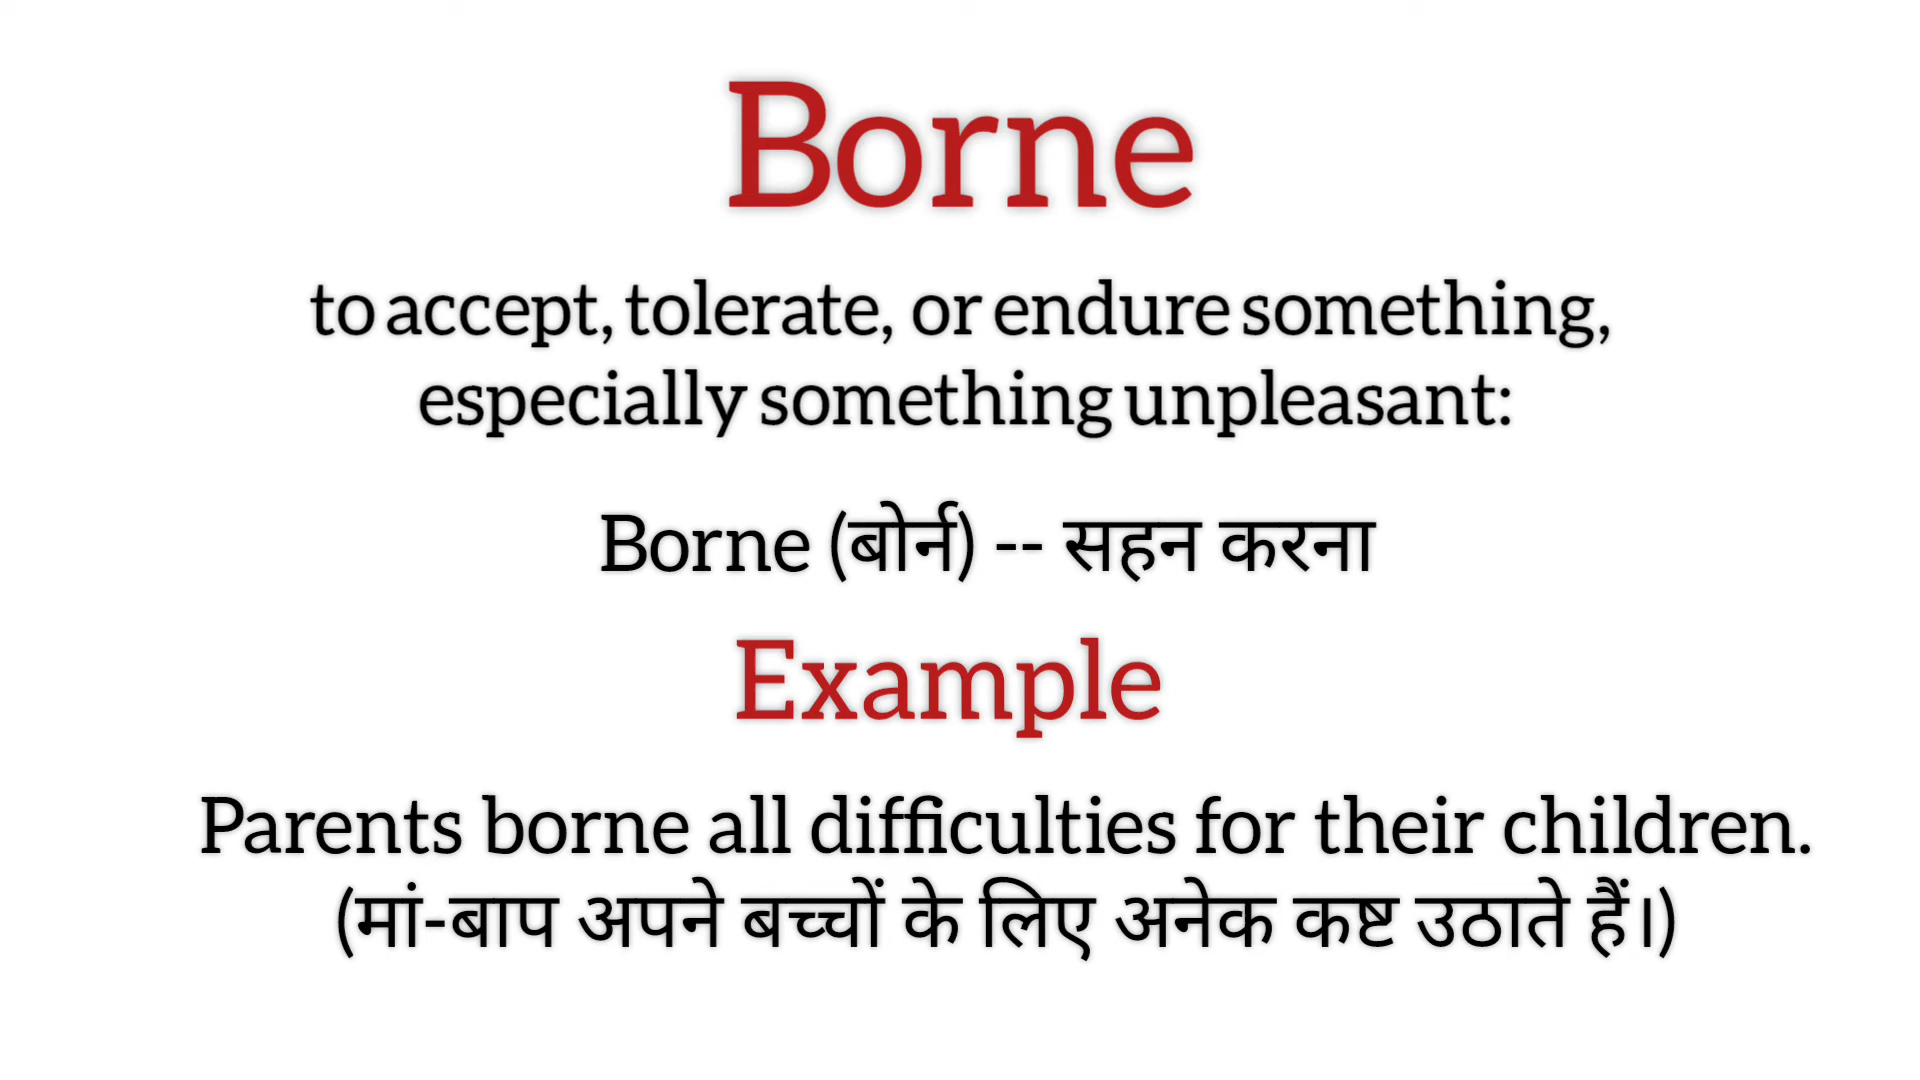 Borne
to accept, tolerate, or endure something,
especially something unpleasant:
Borne (बोर्न) -- सहन करना
Example
Parents borne all difficulties for their children.
(मां-बाप अपने बच्चों के लिए अनेक कष्ट उठाते हैं।)